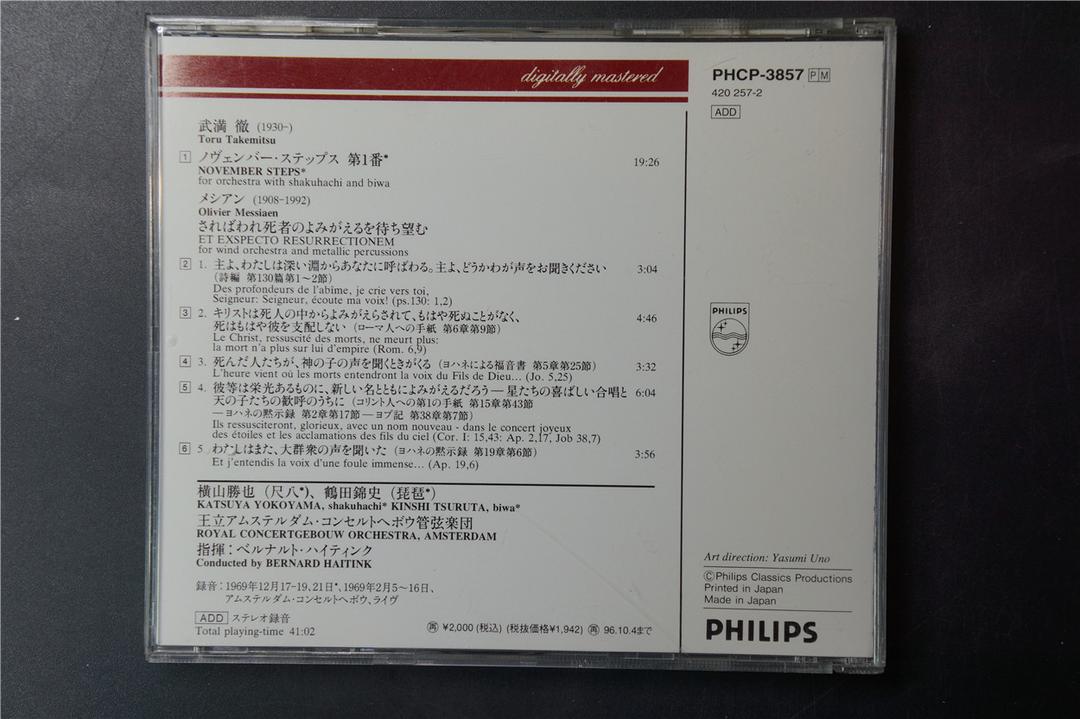 digitally mastered
PHCP-3857 PM
420 257-2
ADD
武満 徹 (1930-)
Toru Takemitsu
1 ノヴェンバー・ステップス 第1番* 19:26
NOVEMBER STEPS*
for orchestra with shakuhachi and biwa
メシアン (1908-1992)
Olivier Messiaen
さればわれ死者のよみがえるを待ち望む
ET EXSPECTO RESURRECTIONEM
for wind orchestra and metallic percussions
2 1. 主よ、わたしは深い淵からあなたに呼ばわる。主よ、どうかわが声をお聞きください 3:04
(詩編 第130篇第1〜2節)
Des profondeurs de l'abîme, je crie vers toi,
Seigneur: Seigneur, écoute ma voix! (ps.130: 1,2)
3 2. キリストは死人の中からよみがえらされて、もはや死ぬことがなく、 4:46
死はもはや彼を支配しない (ローマ人への手紙 第6章第9節)
Le Christ, ressuscité des morts, ne meurt plus:
la mort n'a plus sur lui d'empire (Rom. 6,9)
4 3. 死んだ人たちが、神の子の声を聞くときがくる (ヨハネによる福音書 第5章第25節) 3:32
L'heure vient où les morts entendront la voix du Fils de Dieu... (Jo. 5,25)
5 4. 彼等は栄光あるものに、新しい名とともによみがえるだろう―星たちの喜ばしい合唱と 6:04
天の子たちの歓呼のうちに (コリント人への第1の手紙 第15章第43節
―ヨハネの黙示録 第2章第17節―ヨブ記 第38章第7節)
Ils ressusciteront, glorieux, avec un nom nouveau - dans le concert joyeux
des étoiles et les acclamations des fils du ciel (Cor. I: 15,43: Ap. 2,17, Job 38,7)
6 5. わたしはまた、大群衆の声を聞いた (ヨハネの黙示録 第19章第6節) 3:56
Et j'entendis la voix d'une foule immense... (Ap. 19,6)
横山勝也 (尺八*)、鶴田錦史 (琵琶*)
KATSUYA YOKOYAMA, shakuhachi* KINSHI TSURUTA, biwa*
王立アムステルダム・コンセルトヘボウ管弦楽団
ROYAL CONCERTGEBOUW ORCHESTRA, AMSTERDAM
指揮：ベルナルト・ハイティンク
Conducted by BERNARD HAITINK
録音：1969年12月17-19、21日*、1969年2月5〜16日、
アムステルダム・コンセルトヘボウ、ライヴ
ADD ステレオ録音
Total playing-time 41:02
再 ¥2,000 (税込) (税抜価格¥1,942) 再 96.10.4まで
PHILIPS
Art direction: Yasumi Uno
©Philips Classics Productions
Printed in Japan
Made in Japan
PHILIPS